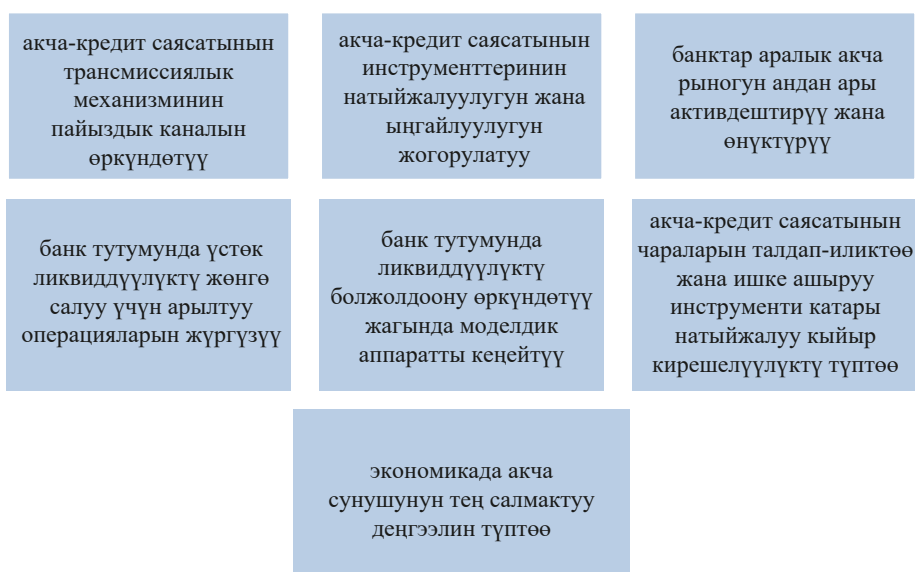 акча-кредит саясатынын
трансмиссиялык
механизминин
пайыздык каналын
өркүндөтүү
акча-кредит саясатынын
инструменттеринин
натыйжалуулугун жана
ыңгайлуулугун
жогорулатуу
банктар аралык акча
рыногун андан ары
активдештирүү жана
өнүктүрүү
банк тутумунда үстөк
ликвиддүүлүктү жөнгө
салуу үчүн арылтуу
операцияларын жүргүзүү
банк тутумунда
ликвиддүүлүктү
болжолдоону өркүндөтүү
жагында моделдик
аппаратты кеңейтүү
акча-кредит саясатынын
чараларын талдап-иликтөө
жана ишке ашыруу
инструменти катары
натыйжалуу кыйыр
кирешелүүлүктү түптөө
экономикада акча
сунушунун тең салмактуу
деңгээлин түптөө